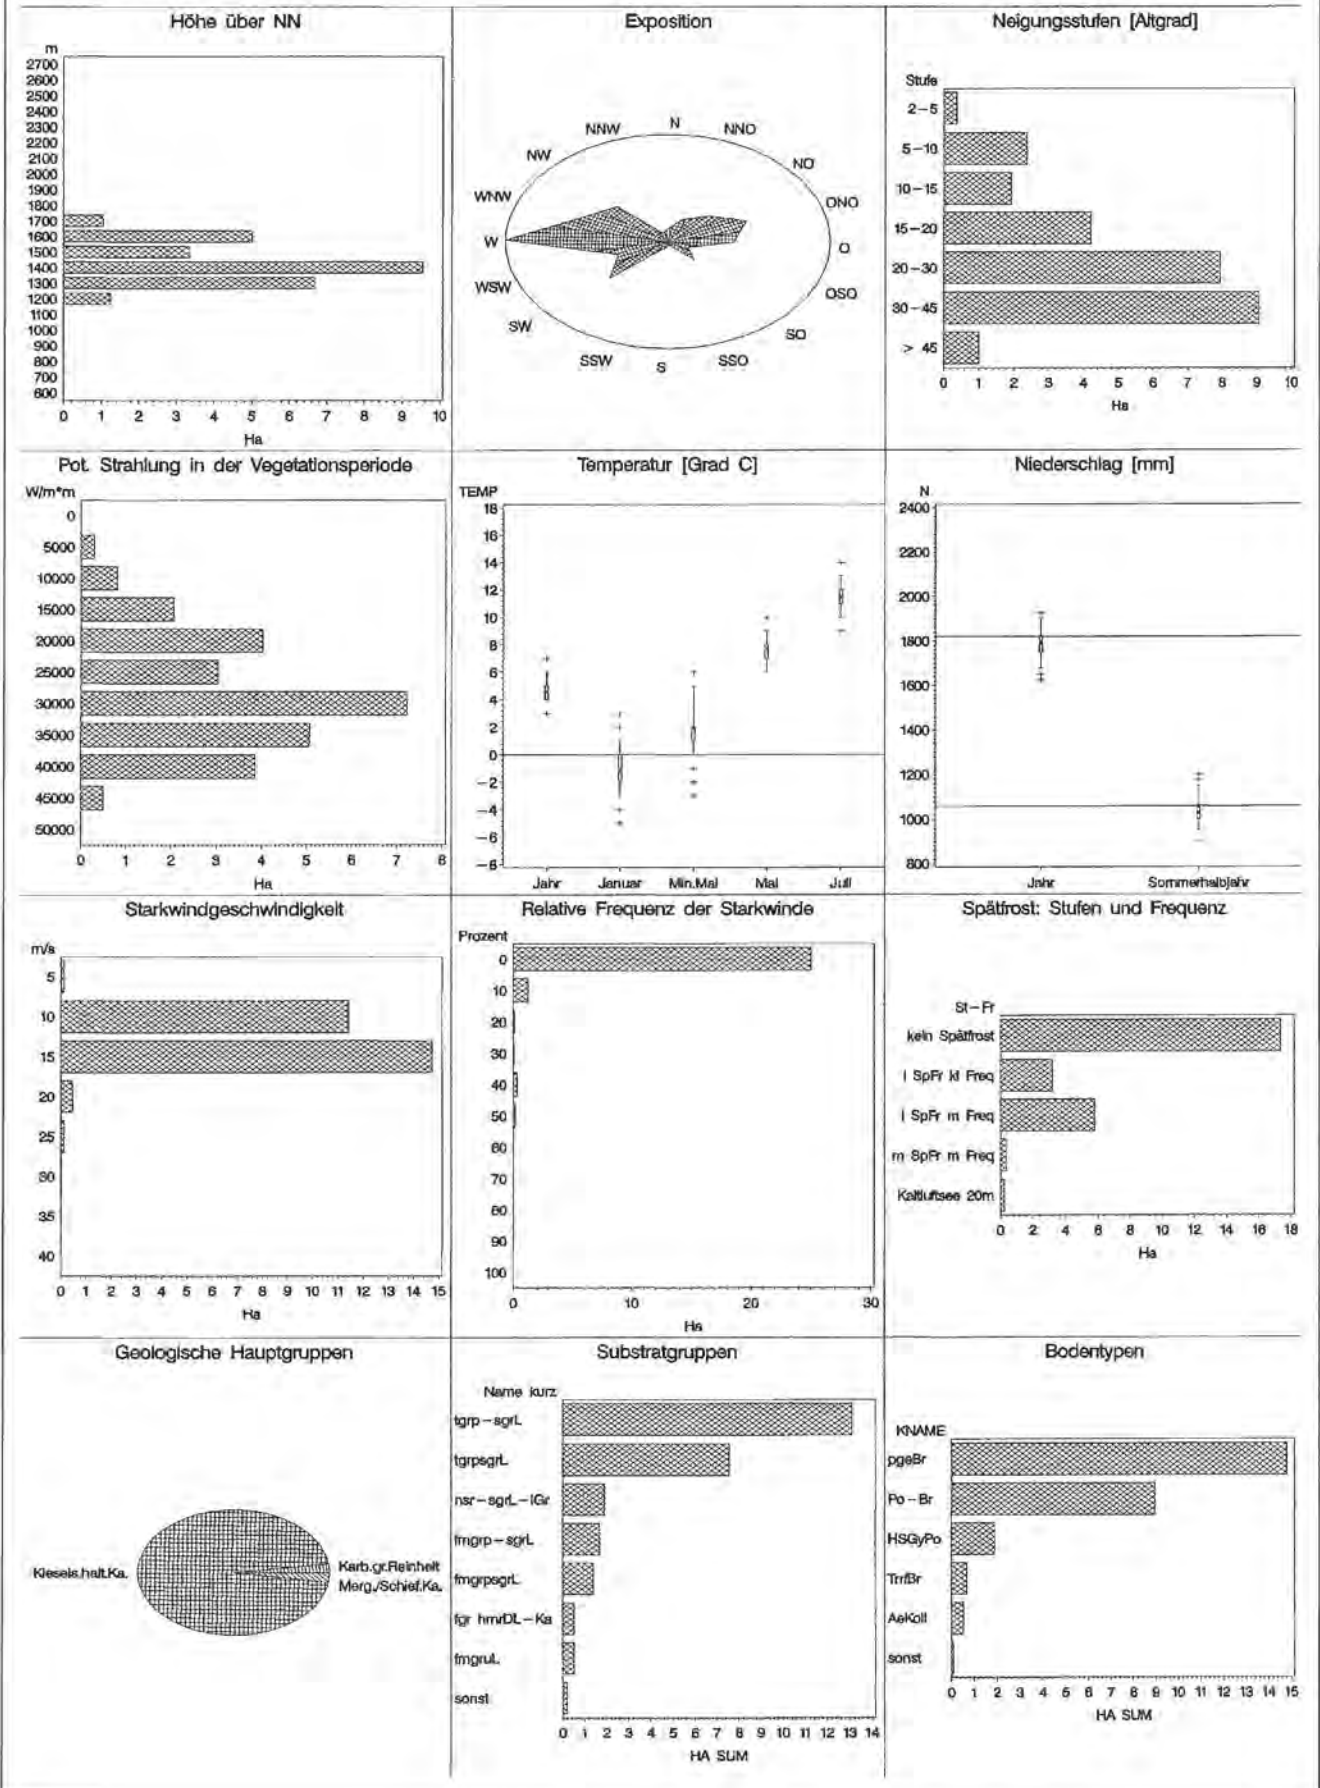 Höhe über NN
m
2700
2600
2500
2400
2300
2200
2100
2000
1900
1800
1700
1600
1500
1400
1300
1200
1100
1000
900
800
700
600
0 1 2 3 4 5 6 7 8 9 10
Ha
Exposition
N
NNW NNO
NW NO
WNW ONO
W O
WSW OSO
SW SO
SSW SSO
S
Neigungsstufen [Altgrad]
Stufe
2-5
5-10
10-15
15-20
20-30
30-45
> 45
0 1 2 3 4 5 6 7 8 9 10
Ha
Pot. Strahlung in der Vegetationsperiode
W/m*m
0
5000
10000
15000
20000
25000
30000
35000
40000
45000
50000
0 1 2 3 4 5 6 7 8
Ha
Temperatur [Grad C]
TEMP
18
16
14
12
10
8
6
4
2
0
-2
-4
-6
-8
Jahr Januar Min.Mai Mai Juli
Niederschlag [mm]
N
2400
2200
2000
1800
1600
1400
1200
1000
800
Jahr Sommerhalbjahr
Starkwindgeschwindigkeit
m/s
5
10
15
20
25
30
35
40
0 1 2 3 4 5 6 7 8 9 10 11 12 13 14 15
Ha
Relative Frequenz der Starkwinde
Prozent
0
10
20
30
40
50
60
70
80
90
100
0 10 20 30
Ha
Spätfrost: Stufen und Frequenz
St-Fr
kein Spätfrost
l SpFr kl Freq
l SpFr m Freq
m SpFr m Freq
Kaltluftsee 20m
0 2 4 6 8 10 12 14 16 18
Ha
Geologische Hauptgruppen
Kiesels.halt.Ka.
Karb.gr.Reinheit
Merg./Schief.Ka.
Substratgruppen
Name kurz
tgrp-sgrL
tgrpsgrL
nsr-sgrL-lGr
fmgrp-sgrL
fmgrpsgrL
fgr hmrDL-Ka
fmgruL
sonst
0 1 2 3 4 5 6 7 8 9 10 11 12 13 14
HA SUM
Bodentypen
KNAME
pgeBr
Po-Br
HSGyPo
TrrfBr
AeKoll
sonst
0 1 2 3 4 5 6 7 8 9 10 11 12 13 14 15
HA SUM